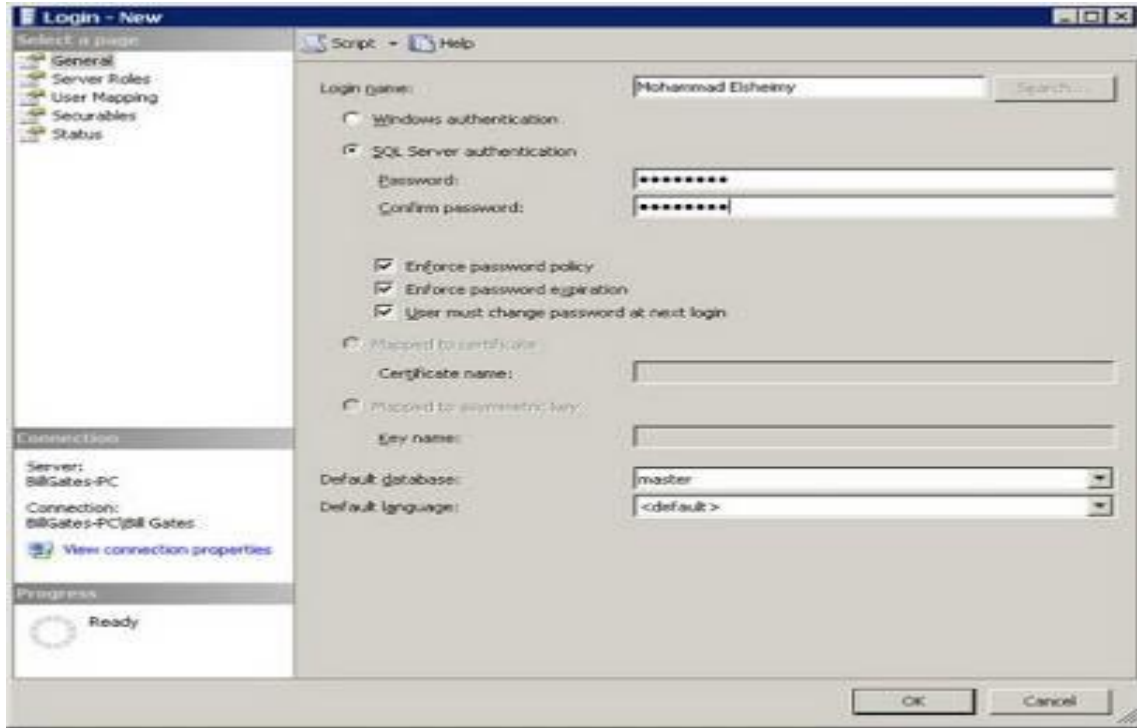 Login - New
Select a page
General
Server Roles
User Mapping
Securables
Status
Script
Help
Login name:
Mohammad Elsheimy
Search...
Windows authentication
SQL Server authentication
Password:
●●●●●●●●
Confirm password:
●●●●●●●●
Enforce password policy
Enforce password expiration
User must change password at next login
Mapped to certificate
Certificate name:
Mapped to asymmetric key
Key name:
Default database:
master
Default language:
<default>
Connection
Server:
BillGates-PC
Connection:
BillGates-PC\Bill Gates
View connection properties
Progress
Ready
OK
Cancel